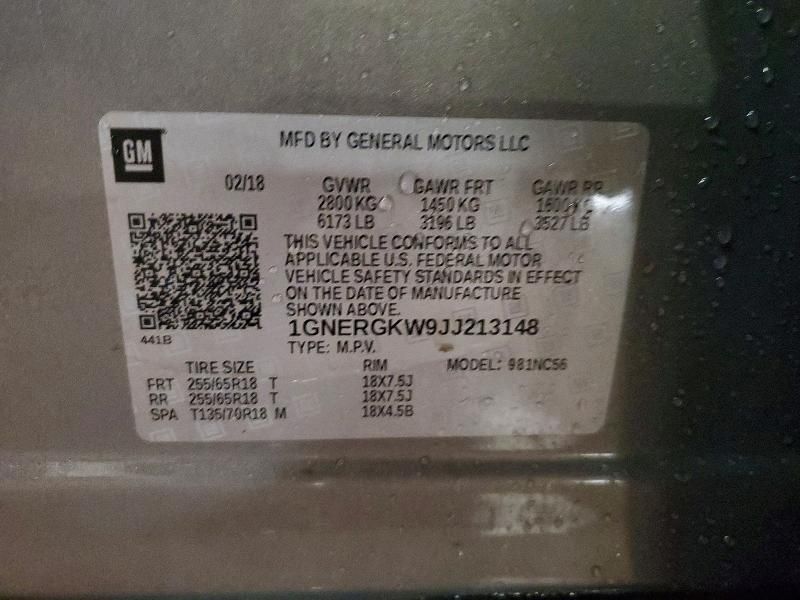 GM
MFD BY GENERAL MOTORS LLC
02/18 GVWR GAWR FRT GAWR RR
2800 KG 1450 KG 1600 KG
6173 LB 3196 LB 3527 LB
THIS VEHICLE CONFORMS TO ALL
APPLICABLE U.S. FEDERAL MOTOR
VEHICLE SAFETY STANDARDS IN EFFECT
ON THE DATE OF MANUFACTURE
SHOWN ABOVE.
1GNERGKW9JJ213148
441B
TYPE: M.P.V.
TIRE SIZE RIM MODEL: 981NC56
FRT 255/65R18 T 18X7.5J
RR 255/65R18 T 18X7.5J
SPA T135/70R18 M 18X4.5B